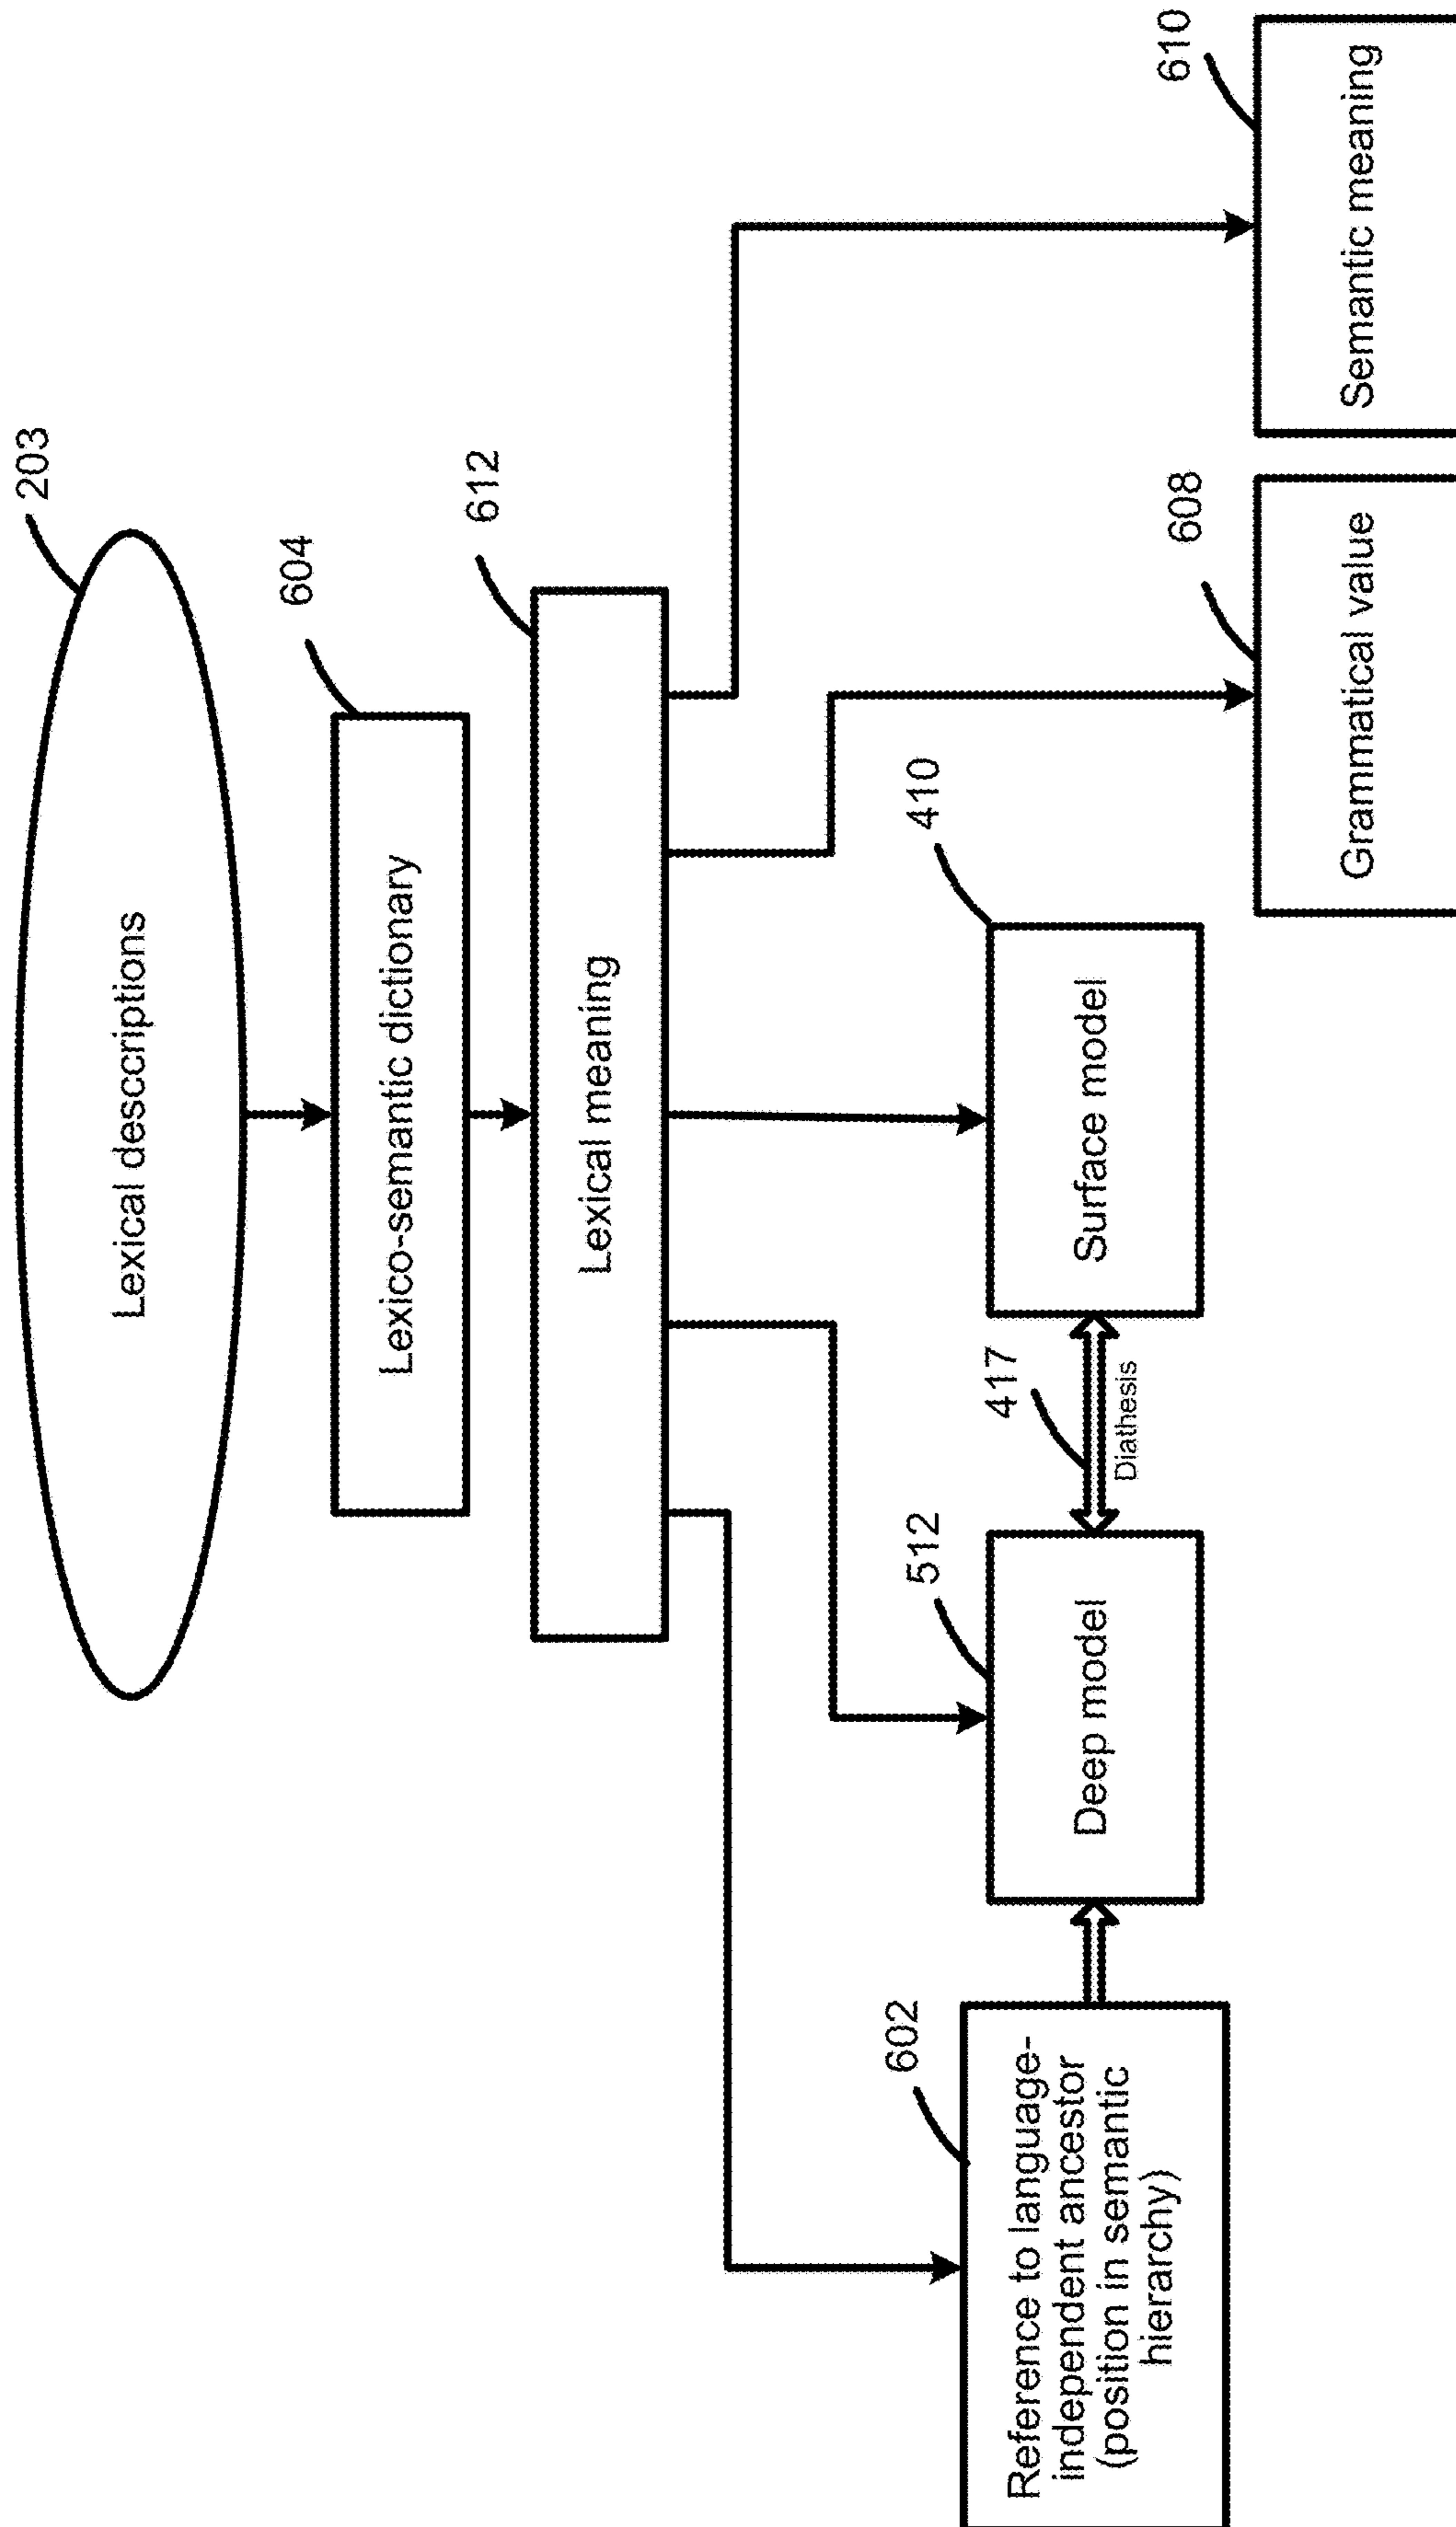 203
Lexical desccriptions
604
Lexico-semantic dictionary
612
Lexical meaning
602
Reference to language-
independent ancestor
(position in semantic
hierarchy)
512
Deep model
417
Diathesis
410
Surface model
608
Grammatical value
610
Semantic meaning